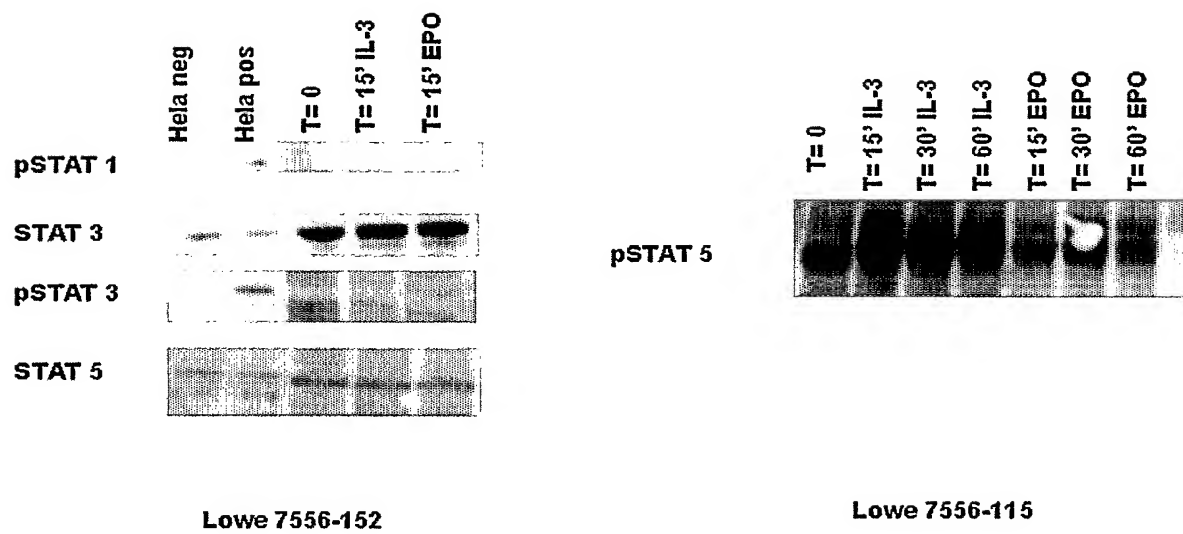 Hela neg
Hela pos
T= 0
T= 15' IL-3
T= 15' EPO
pSTAT 1
STAT 3
pSTAT 3
STAT 5
Lowe 7556-152
T= 0
T= 15' IL-3
T= 30' IL-3
T= 60' IL-3
T= 15' EPO
T= 30' EPO
T= 60' EPO
pSTAT 5
Lowe 7556-115